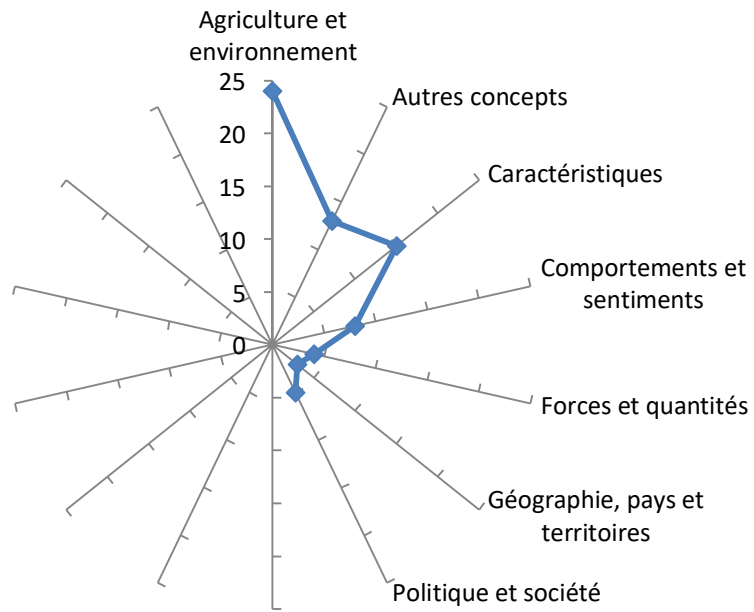 Agriculture et
environnement
25
20
15
10
5
0
Autres concepts
Caractéristiques
Comportements et
sentiments
Forces et quantités
Géographie, pays et
territoires
Politique et société